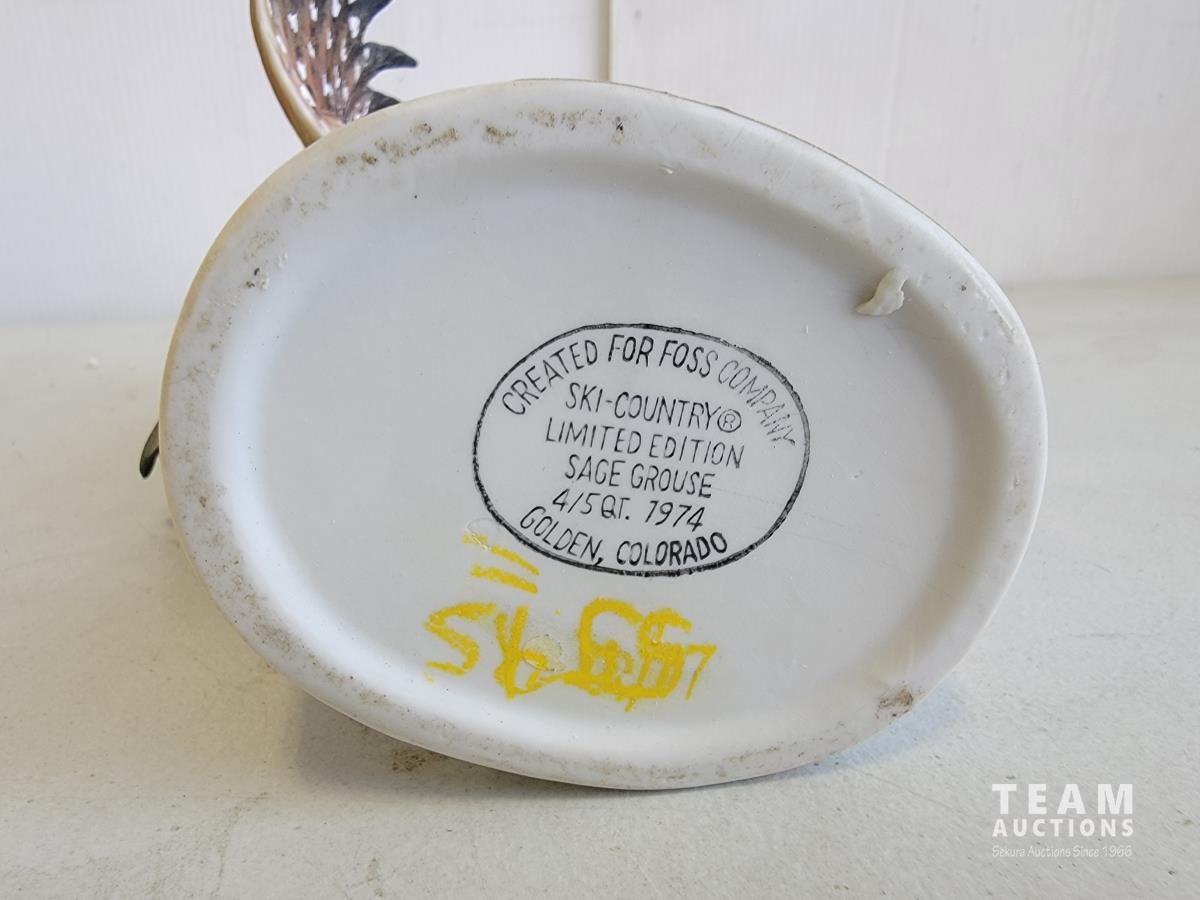 CREATED FOR FOSS COMPANY
SKI-COUNTRY®
LIMITED EDITION
SAGE GROUSE
4/5 QT. 1974
GOLDEN, COLORADO
TEAM
AUCTIONS
Sekura Auctions Since 1966